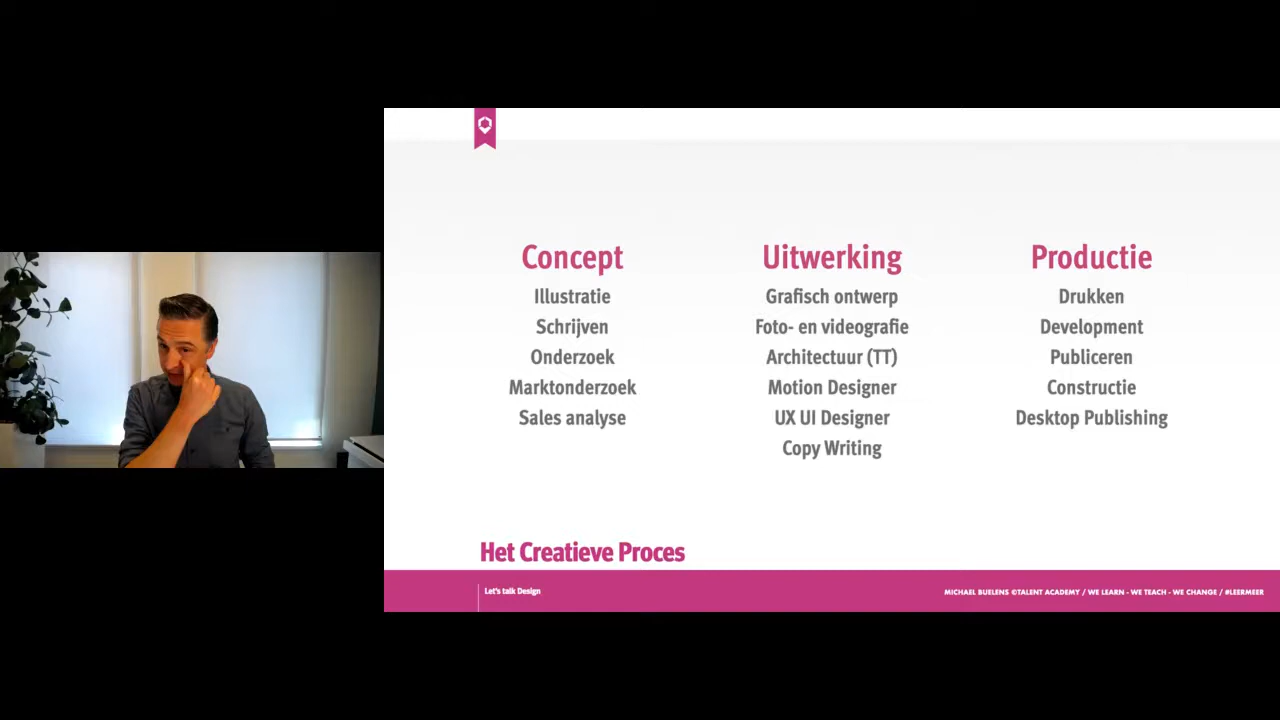 Concept
Illustratie
Schrijven
Onderzoek
Marktonderzoek
Sales analyse
Uitwerking
Grafisch ontwerp
Foto- en videografie
Architectuur (TT)
Motion Designer
UX UI Designer
Copy Writing
Productie
Drukken
Development
Publiceren
Constructie
Desktop Publishing
Het Creatieve Proces
Let's talk Design
MICHAEL BUELENS ©TALENT ACADEMY / WE LEARN - WE TEACH - WE CHANGE / #LEERMEER